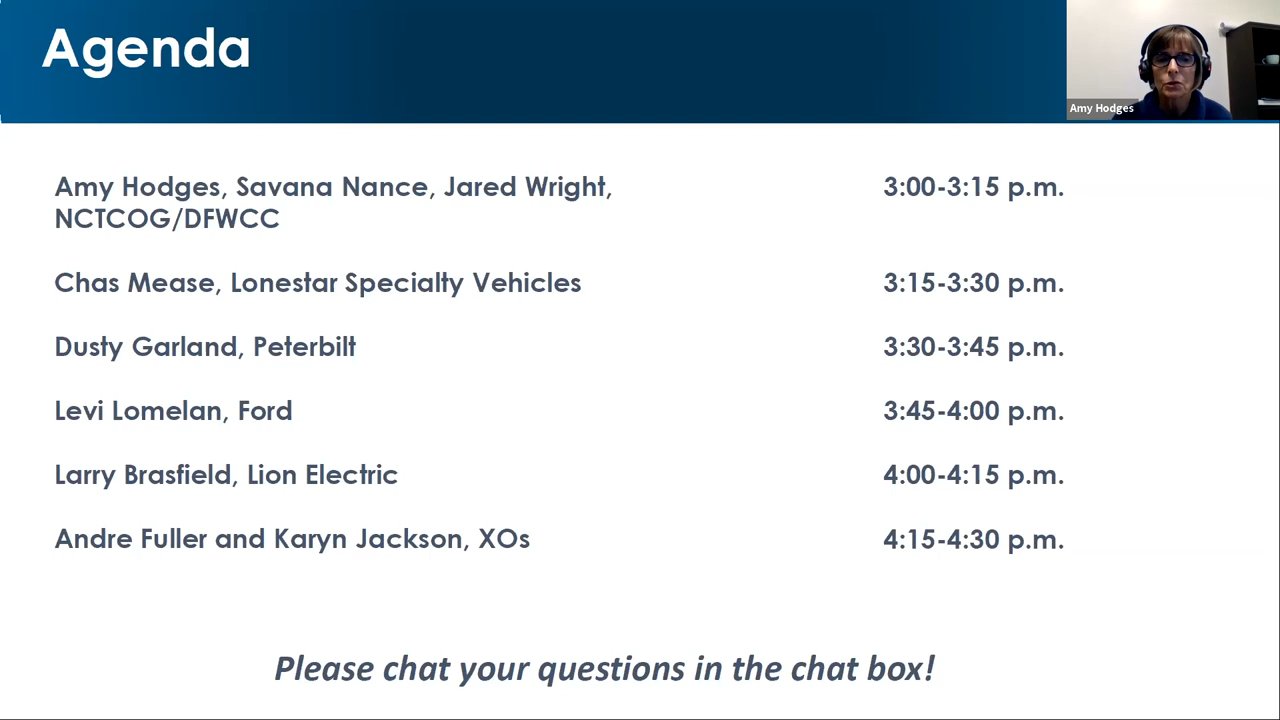 Agenda
Amy Hodges
Amy Hodges, Savana Nance, Jared Wright, 3:00-3:15 p.m.
NCTCOG/DFWCC
Chas Mease, Lonestar Specialty Vehicles 3:15-3:30 p.m.
Dusty Garland, Peterbilt 3:30-3:45 p.m.
Levi Lomelan, Ford 3:45-4:00 p.m.
Larry Brasfield, Lion Electric 4:00-4:15 p.m.
Andre Fuller and Karyn Jackson, XOs 4:15-4:30 p.m.
Please chat your questions in the chat box!